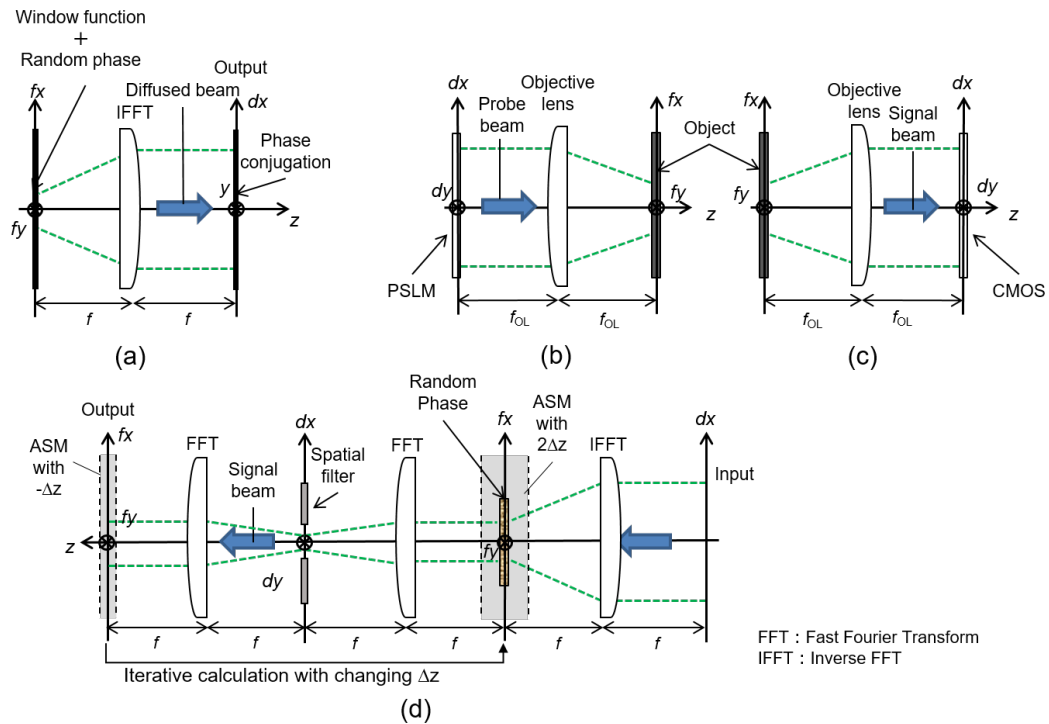 Window function
+
Random phase
fx
IFFT
Diffused beam
Output
dx
Phase
conjugation
y
z
fy
f
f
(a)
dx
Probe
beam
Objective
lens
fx
Object
dy
fy
z
PSLM
fOL
fOL
(b)
fx
Objective
lens
Signal
beam
dx
fy
dy
z
CMOS
fOL
fOL
(c)
Output
fx
ASM
with
-Δz
FFT
Signal
beam
dx
Spatial
filter
FFT
Random
Phase
fx
ASM
with
2Δz
IFFT
dx
Input
fy
z
dy
fy
f
f
f
f
f
f
Iterative calculation with changing Δz
FFT : Fast Fourier Transform
IFFT : Inverse FFT
(d)